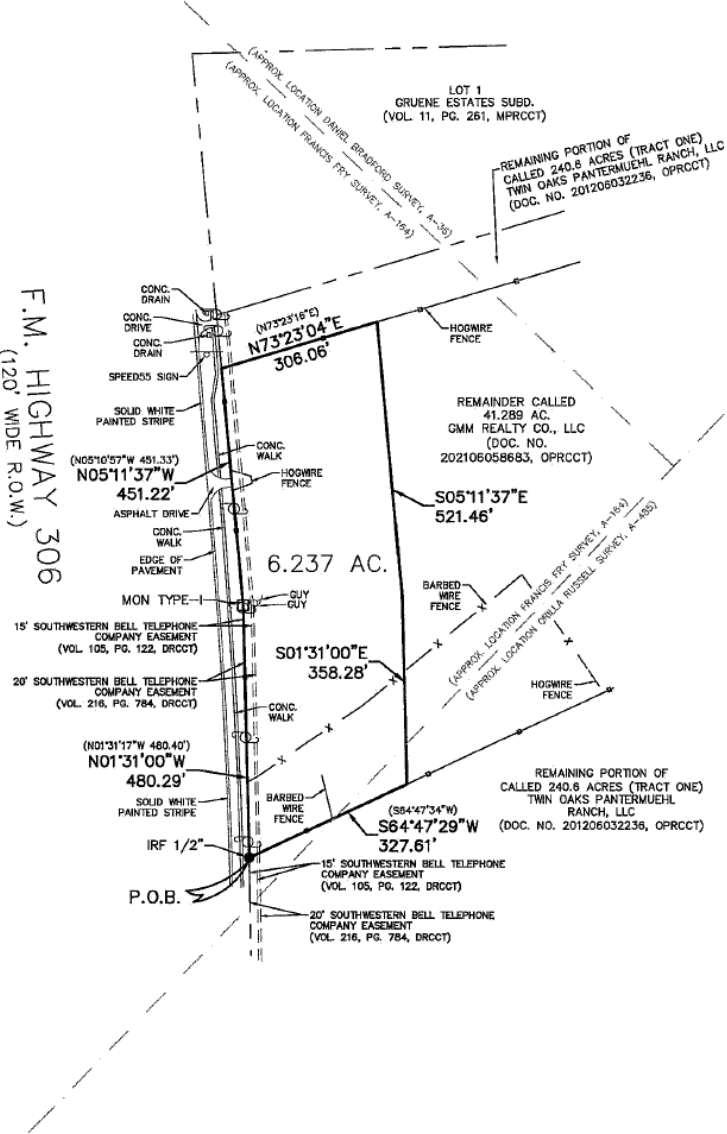 (APPROX. LOCATION DANIEL BRADFORD SURVEY, A-36)
(APPROX. LOCATION FRANCIS FRY SURVEY, A-164)
LOT 1
GRUENE ESTATES SUBD.
(VOL. 11, PG. 261, MPRCCT)
REMAINING PORTION OF
CALLED 240.6 ACRES (TRACT ONE)
TWIN OAKS PANTERMUEHL RANCH, LLC
(DOC. NO. 201206032236, OPRCCT)
CONC.
DRAIN
CONC.
DRIVE
CONC.
DRAIN
SPEED55 SIGN
SOLID WHITE
PAINTED STRIPE
(N73°23'16"E)
N73°23'04"E
306.06'
HOGWIRE
FENCE
F.M. HIGHWAY 306
(120' WIDE R.O.W.)
REMAINDER CALLED
41.289 AC.
GMM REALTY CO., LLC
(DOC. NO.
202106058683, OPRCCT)
(N05°10'57"W 451.33')
N05°11'37"W
451.22'
CONC.
WALK
HOGWIRE
FENCE
ASPHALT DRIVE
CONC.
WALK
EDGE OF
PAVEMENT
S05°11'37"E
521.46'
6.237 AC.
MON TYPE-I
GUY
GUY
BARBED
WIRE
FENCE
(APPROX. LOCATION FRANCIS FRY SURVEY, A-164)
(APPROX. LOCATION ORILLA RUSSELL SURVEY, A-485)
15' SOUTHWESTERN BELL TELEPHONE
COMPANY EASEMENT
(VOL. 105, PG. 122, DRCCT)
20' SOUTHWESTERN BELL TELEPHONE
COMPANY EASEMENT
(VOL. 216, PG. 784, DRCCT)
S01°31'00"E
358.28'
HOGWIRE
FENCE
CONC.
WALK
(N01°31'17"W 480.40')
N01°31'00"W
480.29'
SOLID WHITE
PAINTED STRIPE
BARBED
WIRE
FENCE
REMAINING PORTION OF
CALLED 240.6 ACRES (TRACT ONE)
TWIN OAKS PANTERMUEHL
RANCH, LLC
(DOC. NO. 201206032236, OPRCCT)
(S64°47'34"W)
S64°47'29"W
327.61'
IRF 1/2"
P.O.B.
15' SOUTHWESTERN BELL TELEPHONE
COMPANY EASEMENT
(VOL. 105, PG. 122, DRCCT)
20' SOUTHWESTERN BELL TELEPHONE
COMPANY EASEMENT
(VOL. 216, PG. 784, DRCCT)